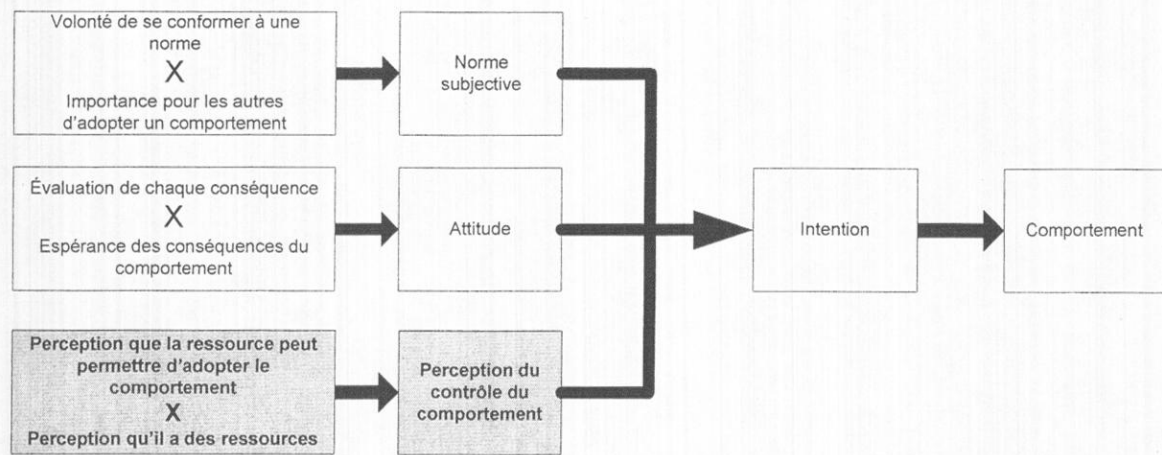 Volonté de se conformer à une
norme
X
Importance pour les autres
d'adopter un comportement
Norme
subjective
Évaluation de chaque conséquence
X
Espérance des conséquences du
comportement
Attitude
Intention
Comportement
Perception que la ressource peut
permettre d'adopter le
comportement
X
Perception qu'il a des ressources
Perception du
contrôle du
comportement